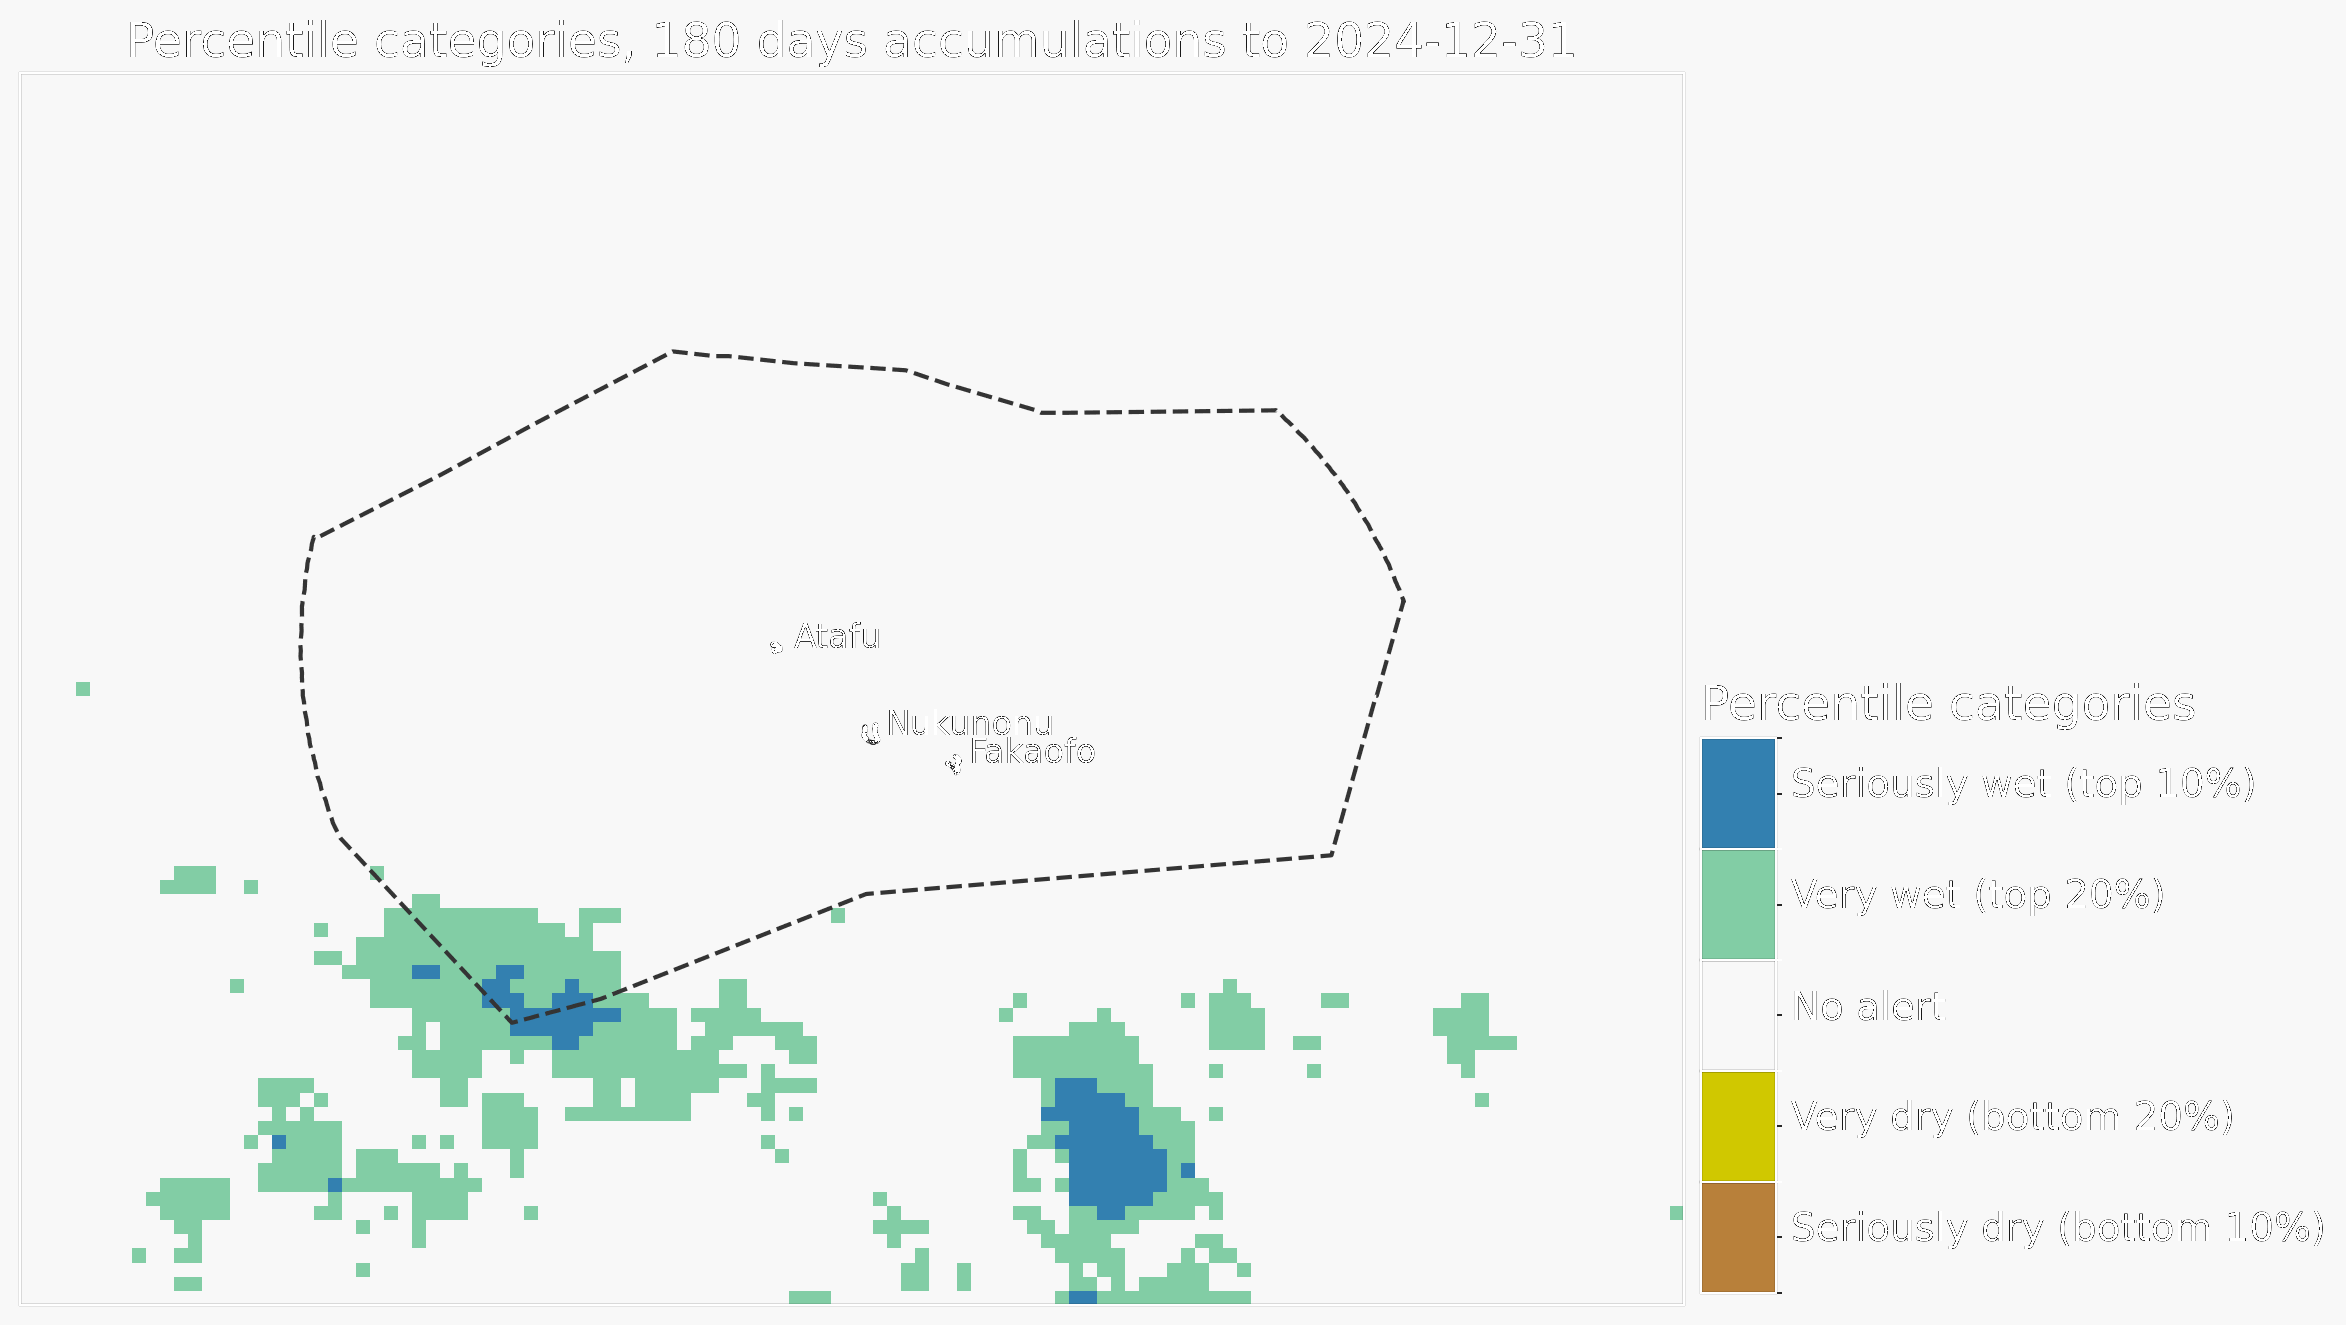 Percentile categories, 180 days accumulations to 2024-12-31
Atafu
Nukunonu
Fakaofo
Percentile categories
Seriously wet (top 10%)
Very wet (top 20%)
No alert
Very dry (bottom 20%)
Seriously dry (bottom 10%)